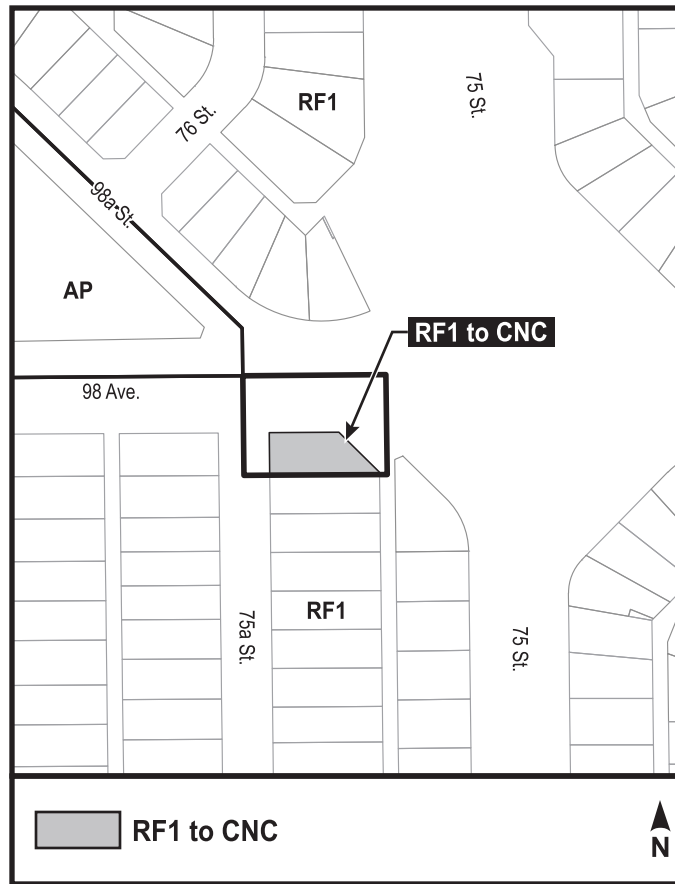 RF1
75 St.
76 St.
98a St.
AP
RF1 to CNC
98 Ave.
RF1
75a St.
75 St.
RF1 to CNC
N